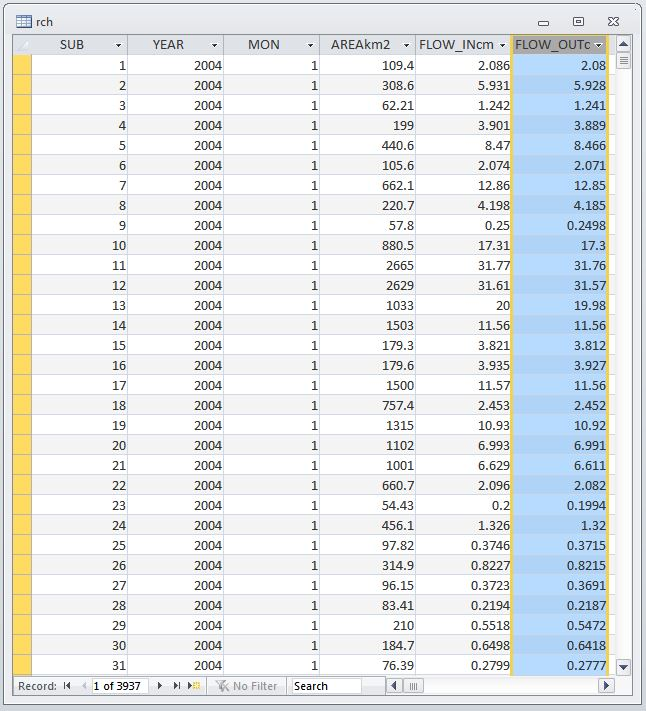 rch
SUB YEAR MON AREAkm2 FLOW_INcm FLOW_OUTc
1 2004 1 109.4 2.086 2.08
2 2004 1 308.6 5.931 5.928
3 2004 1 62.21 1.242 1.241
4 2004 1 199 3.901 3.889
5 2004 1 440.6 8.47 8.466
6 2004 1 105.6 2.074 2.071
7 2004 1 662.1 12.86 12.85
8 2004 1 220.7 4.198 4.185
9 2004 1 57.8 0.25 0.2498
10 2004 1 880.5 17.31 17.3
11 2004 1 2665 31.77 31.76
12 2004 1 2629 31.61 31.57
13 2004 1 1033 20 19.98
14 2004 1 1503 11.56 11.56
15 2004 1 179.3 3.821 3.812
16 2004 1 179.6 3.935 3.927
17 2004 1 1500 11.57 11.56
18 2004 1 757.4 2.453 2.452
19 2004 1 1315 10.93 10.92
20 2004 1 1102 6.993 6.991
21 2004 1 1001 6.629 6.611
22 2004 1 660.7 2.096 2.082
23 2004 1 54.43 0.2 0.1994
24 2004 1 456.1 1.326 1.32
25 2004 1 97.82 0.3746 0.3715
26 2004 1 314.9 0.8227 0.8215
27 2004 1 96.15 0.3723 0.3691
28 2004 1 83.41 0.2194 0.2187
29 2004 1 210 0.5518 0.5472
30 2004 1 184.7 0.6498 0.6418
31 2004 1 76.39 0.2799 0.2777
Record: 1 of 3937 No Filter Search